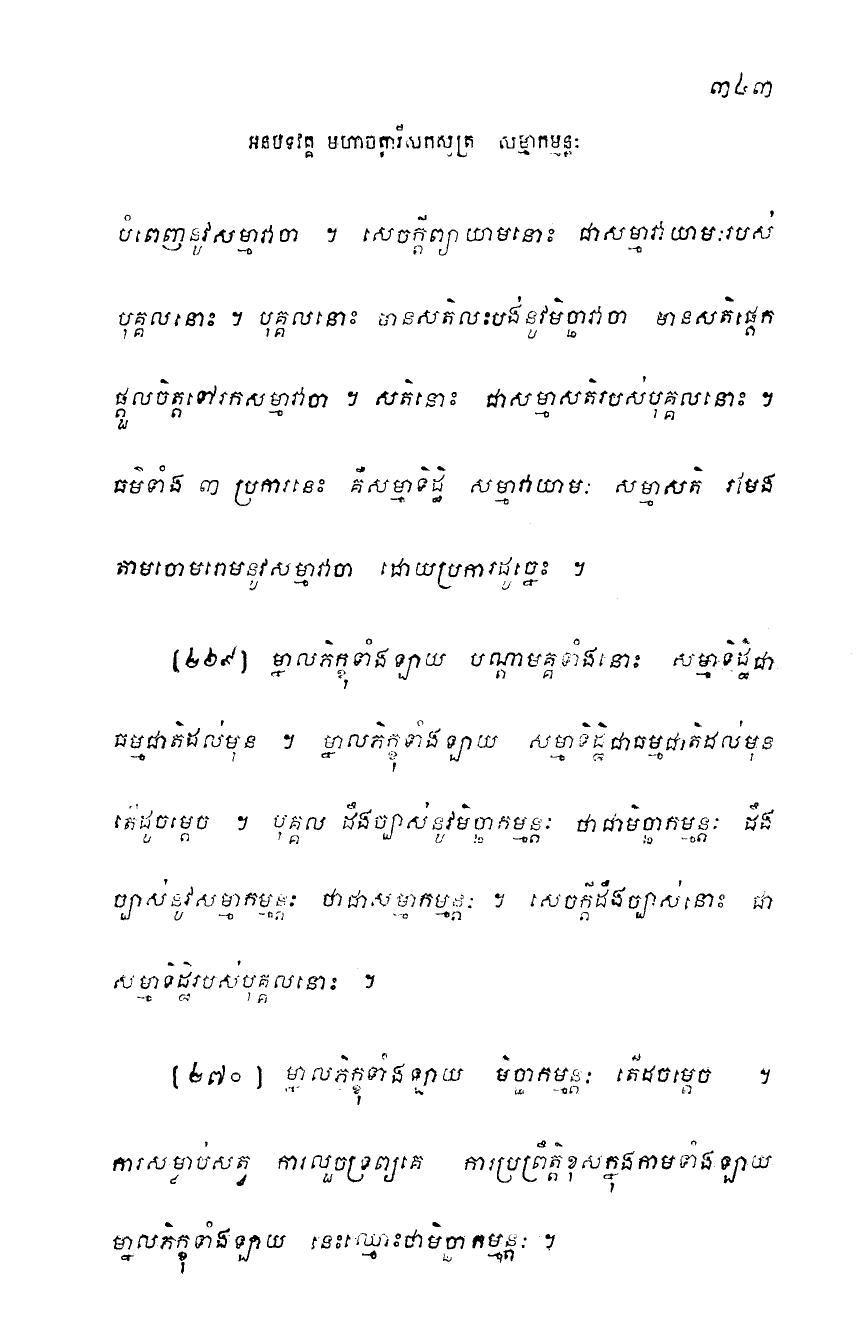 ៣៤៣
អនុបទវគ្គ មហាចត្តារីសកសូត្រ សម្មាកម្មន្តៈ
បំពេញនូវសម្មាវាចា ។ សេចក្តីព្យាយាមនោះ ជាសម្មាវាយាមៈរបស់
បុគ្គលនោះ ។ បុគ្គលនោះ មានសតិលះបង់នូវមិច្ឆាវាចា មានសតិផ្តេក
ផ្តួលចិត្តទៅរកសម្មាវាចា ។ សតិនោះ ជាសម្មាសតិរបស់បុគ្គលនោះ ។
ធម៌ទាំង ៣ ប្រការនេះ គឺសម្មាទិដ្ឋិ សម្មាវាយាមៈ សម្មាសតិ រមែង
តាមចោមរោមនូវសម្មាវាចា ដោយប្រការដូច្នេះ ។
(២៦៩) ម្នាលភិក្ខុទាំងឡាយ បណ្តាមគ្គទាំងនោះ សម្មាទិដ្ឋិជា
ធម្មជាតិដល់មុន ។ ម្នាលភិក្ខុទាំងឡាយ សម្មាទិដ្ឋិជាធម្មជាតិដល់មុន
តើដូចម្តេច ។ បុគ្គល ដឹងច្បាស់នូវមិច្ឆាកម្មន្តៈ ថាជាមិច្ឆាកម្មន្តៈ ដឹង
ច្បាស់នូវសម្មាកម្មន្តៈ ថាជាសម្មាកម្មន្តៈ ។ សេចក្តីដឹងច្បាស់នោះ ជា
សម្មាទិដ្ឋិរបស់បុគ្គលនោះ ។
(២៧០) ម្នាលភិក្ខុទាំងឡាយ មិច្ឆាកម្មន្តៈ តើដូចម្តេច ។
ការសម្លាប់សត្វ ការលួចទ្រព្យគេ ការប្រព្រឹត្តិខុសក្នុងកាមទាំងឡាយ
ម្នាលភិក្ខុទាំងឡាយ នេះឈ្មោះថាមិច្ឆាកម្មន្តៈ ។